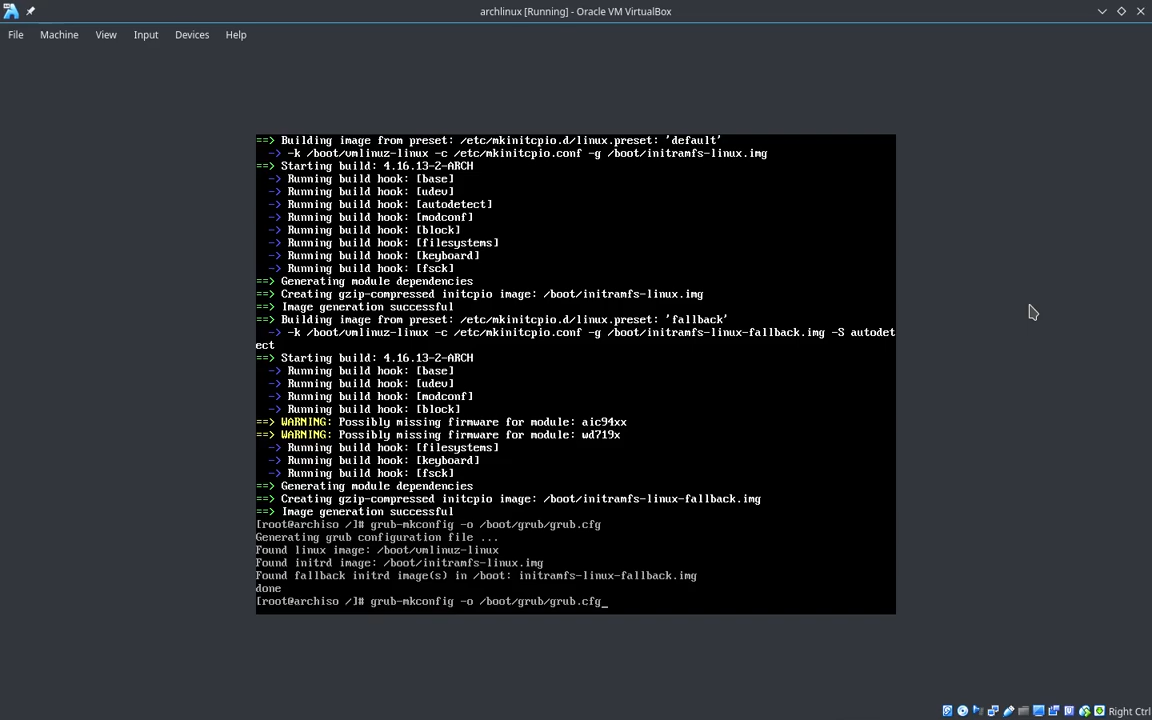 archlinux [Running] - Oracle VM VirtualBox
File Machine View Input Devices Help
==> Building image from preset: /etc/mkinitcpio.d/linux.preset: 'default'
-> -k /boot/vmlinuz-linux -c /etc/mkinitcpio.conf -g /boot/initramfs-linux.img
==> Starting build: 4.16.13-2-ARCH
-> Running build hook: [base]
-> Running build hook: [udev]
-> Running build hook: [autodetect]
-> Running build hook: [modconf]
-> Running build hook: [block]
-> Running build hook: [filesystems]
-> Running build hook: [keyboard]
-> Running build hook: [fsck]
==> Generating module dependencies
==> Creating gzip-compressed initcpio image: /boot/initramfs-linux.img
==> Image generation successful
==> Building image from preset: /etc/mkinitcpio.d/linux.preset: 'fallback'
-> -k /boot/vmlinuz-linux -c /etc/mkinitcpio.conf -g /boot/initramfs-linux-fallback.img -S autodet
ect
==> Starting build: 4.16.13-2-ARCH
-> Running build hook: [base]
-> Running build hook: [udev]
-> Running build hook: [modconf]
-> Running build hook: [block]
==> WARNING: Possibly missing firmware for module: aic94xx
==> WARNING: Possibly missing firmware for module: wd719x
-> Running build hook: [filesystems]
-> Running build hook: [keyboard]
-> Running build hook: [fsck]
==> Generating module dependencies
==> Creating gzip-compressed initcpio image: /boot/initramfs-linux-fallback.img
==> Image generation successful
[root@archiso /]# grub-mkconfig -o /boot/grub/grub.cfg
Generating grub configuration file ...
Found linux image: /boot/vmlinuz-linux
Found initrd image: /boot/initramfs-linux.img
Found fallback initrd image(s) in /boot: initramfs-linux-fallback.img
done
[root@archiso /]# grub-mkconfig -o /boot/grub/grub.cfg_
Right Ctrl